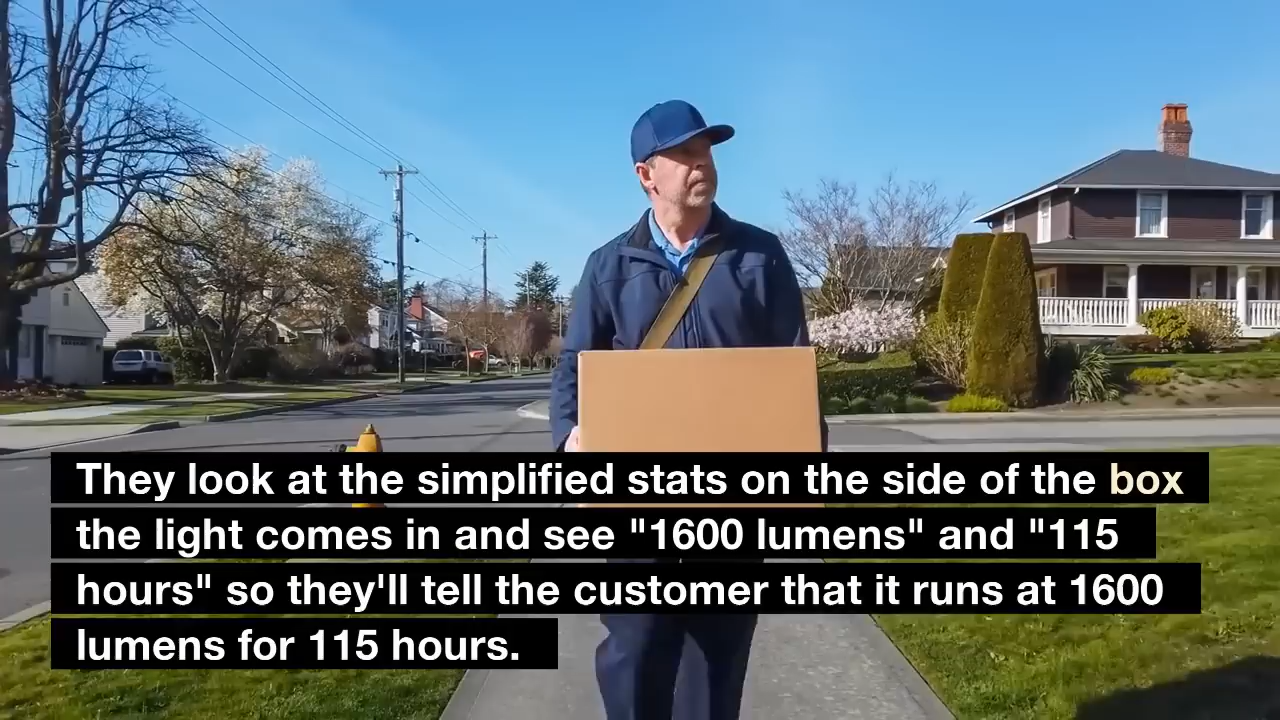 They look at the simplified stats on the side of the box
the light comes in and see "1600 lumens" and "115
hours" so they'll tell the customer that it runs at 1600
lumens for 115 hours.